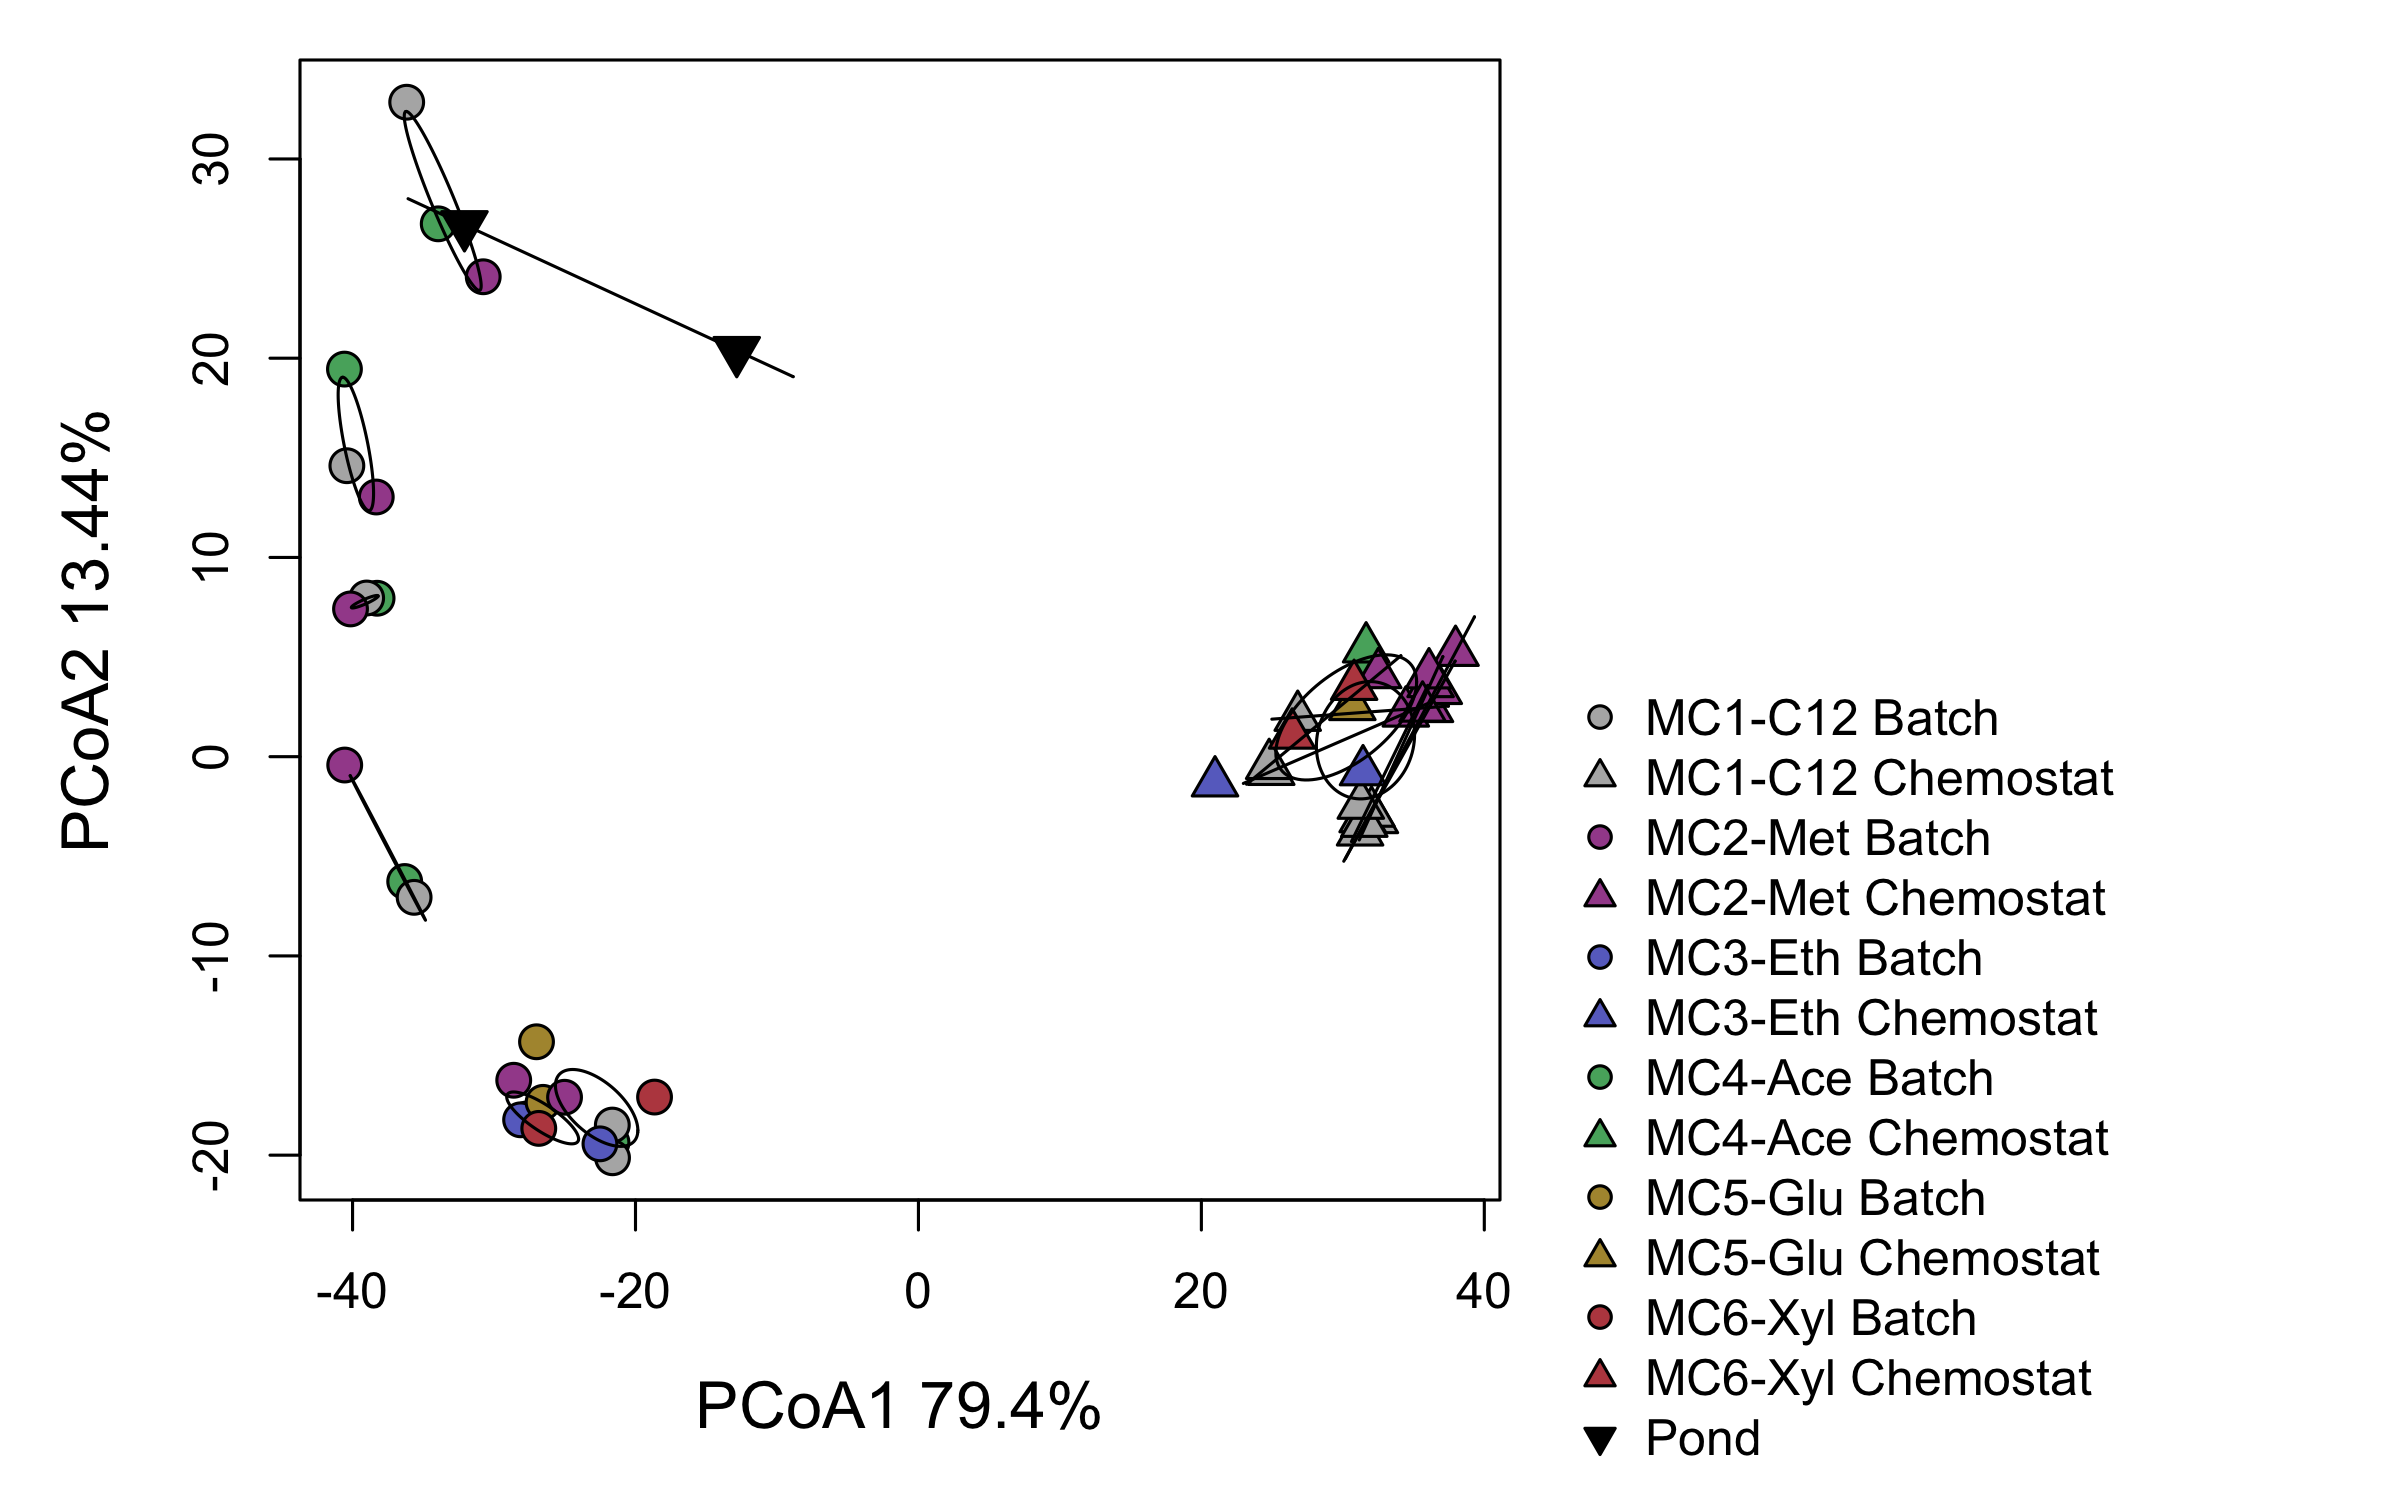 PCoA2 13.44%
30
20
10
0
-10
-20
-40
-20
0
20
40
PCoA1 79.4%
MC1-C12 Batch
MC1-C12 Chemostat
MC2-Met Batch
MC2-Met Chemostat
MC3-Eth Batch
MC3-Eth Chemostat
MC4-Ace Batch
MC4-Ace Chemostat
MC5-Glu Batch
MC5-Glu Chemostat
MC6-Xyl Batch
MC6-Xyl Chemostat
Pond